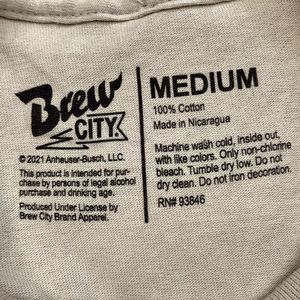 Brew
CITY
© 2021 Anheuser-Busch, LLC.
This product is intended for pur-
chase by persons of legal alcohol
purchase and drinking age.
Produced Under License by
Brew City Brand Apparel.
MEDIUM
100% Cotton
Made in Nicaragua
Machine wash cold, inside out,
with like colors. Only non-chlorine
bleach. Tumble dry low. Do not
dry clean. Do not iron decoration.
RN# 93846